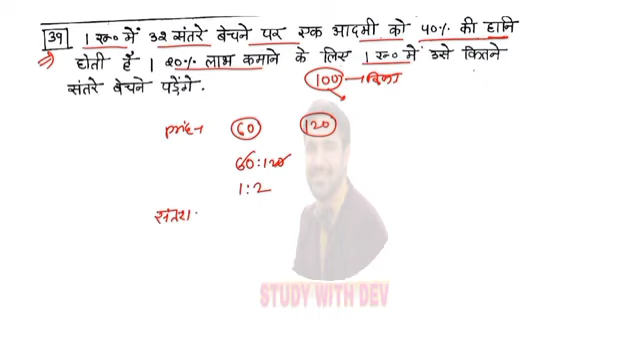 39 1 रू० में 32 संतरे बेचने पर एक आदमी को 40% की हानि
होती हैं । 20% लाभ कमाने के लिए 1 रू० में उसे कितने
संतरे बेचने पड़ेंगे.
100 →
price → 60 120
60:120
1:2
संतरा
STUDY WITH DEV